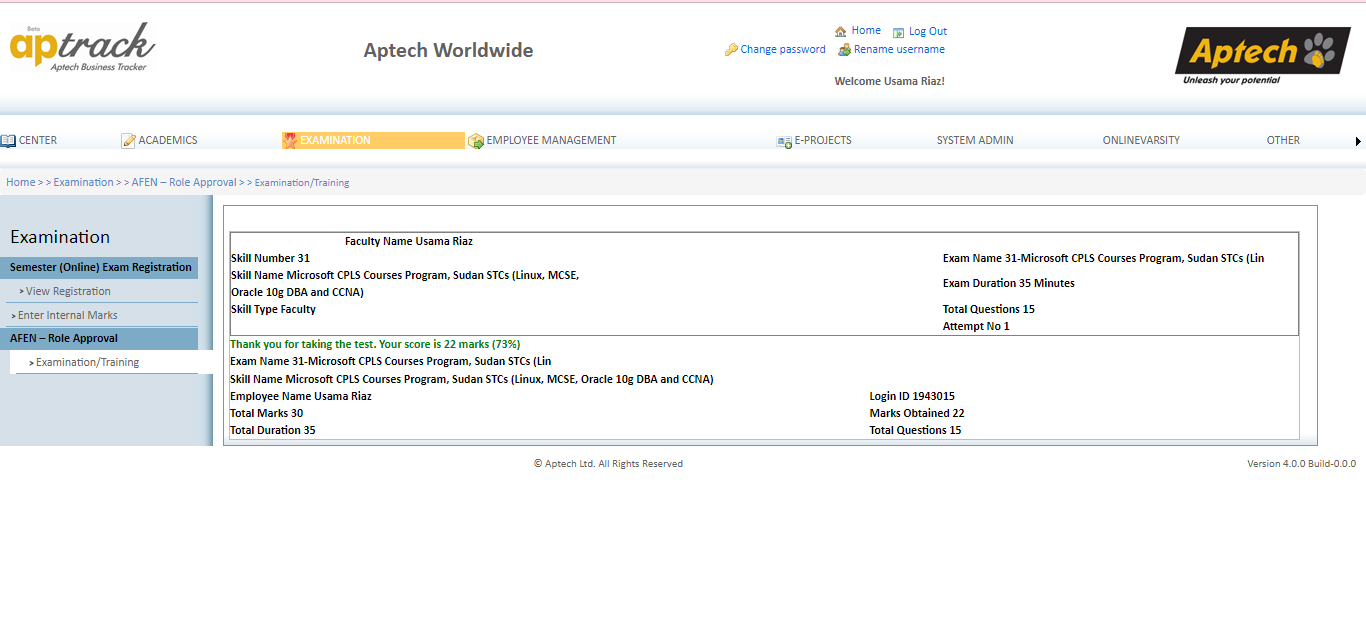 Beta
aptrack
Aptech Business Tracker
Aptech Worldwide
Home Log Out
Change password Rename username
Welcome Usama Riaz!
Aptech
Unleash your potential
CENTER ACADEMICS EXAMINATION EMPLOYEE MANAGEMENT E-PROJECTS SYSTEM ADMIN ONLINEVARSITY OTHER
Home > > Examination > > AFEN – Role Approval > > Examination/Training
Examination
Semester (Online) Exam Registration
> View Registration
> Enter Internal Marks
AFEN – Role Approval
> Examination/Training
Faculty Name Usama Riaz
Skill Number 31
Exam Name 31-Microsoft CPLS Courses Program, Sudan STCs (Lin
Skill Name Microsoft CPLS Courses Program, Sudan STCs (Linux, MCSE,
Oracle 10g DBA and CCNA)
Exam Duration 35 Minutes
Skill Type Faculty
Total Questions 15
Attempt No 1
Thank you for taking the test. Your score is 22 marks (73%)
Exam Name 31-Microsoft CPLS Courses Program, Sudan STCs (Lin
Skill Name Microsoft CPLS Courses Program, Sudan STCs (Linux, MCSE, Oracle 10g DBA and CCNA)
Employee Name Usama Riaz Login ID 1943015
Total Marks 30 Marks Obtained 22
Total Duration 35 Total Questions 15
© Aptech Ltd. All Rights Reserved
Version 4.0.0 Build-0.0.0